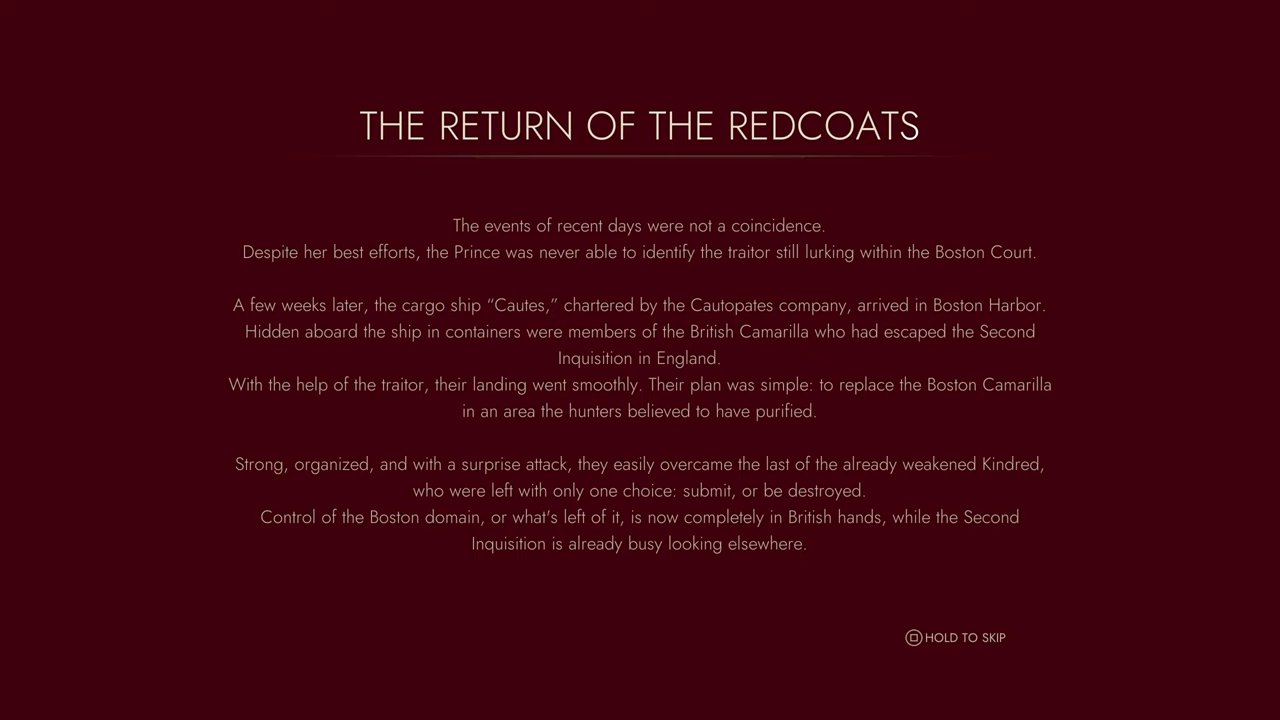 THE RETURN OF THE REDCOATS
The events of recent days were not a coincidence.
Despite her best efforts, the Prince was never able to identify the traitor still lurking within the Boston Court.
A few weeks later, the cargo ship “Cautes,” chartered by the Cautopates company, arrived in Boston Harbor.
Hidden aboard the ship in containers were members of the British Camarilla who had escaped the Second
Inquisition in England.
With the help of the traitor, their landing went smoothly. Their plan was simple: to replace the Boston Camarilla
in an area the hunters believed to have purified.
Strong, organized, and with a surprise attack, they easily overcame the last of the already weakened Kindred,
who were left with only one choice: submit, or be destroyed.
Control of the Boston domain, or what's left of it, is now completely in British hands, while the Second
Inquisition is already busy looking elsewhere.
HOLD TO SKIP